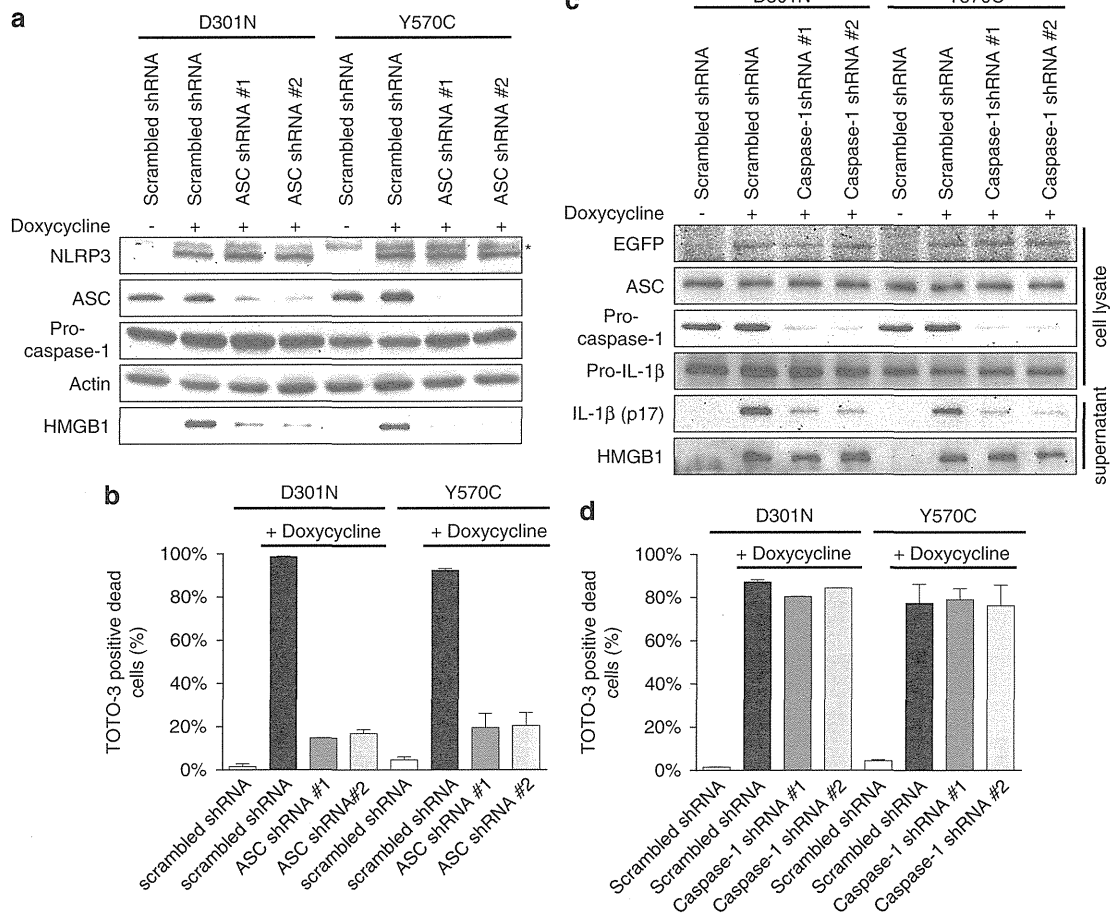 a
D301N
Y570C
Scrambled shRNA
Scrambled shRNA
ASC shRNA #1
ASC shRNA #2
Scrambled shRNA
Scrambled shRNA
ASC shRNA #1
ASC shRNA #2
Doxycycline - + + + - + + +
NLRP3
*
ASC
Pro-
caspase-1
Actin
HMGB1
b
D301N
Y570C
+ Doxycycline
+ Doxycycline
TOTO-3 positive dead
cells (%)
100%
80%
60%
40%
20%
0%
scrambled shRNA
scrambled shRNA
ASC shRNA #1
ASC shRNA#2
scrambled shRNA
scrambled shRNA
ASC shRNA #1
ASC shRNA #2
c
D301N
Y570C
Scrambled shRNA
Scrambled shRNA
Caspase-1shRNA #1
Caspase-1 shRNA #2
Scrambled shRNA
Scrambled shRNA
Caspase-1 shRNA #1
Caspase-1 shRNA #2
Doxycycline - + + + - + + +
EGFP
ASC
Pro-
caspase-1
Pro-IL-1β
IL-1β (p17)
HMGB1
cell lysate
supernatant
d
D301N
Y570C
+ Doxycycline
+ Doxycycline
TOTO-3 positive dead
cells (%)
100%
80%
60%
40%
20%
0%
Scrambled shRNA
Scrambled shRNA
Caspase-1 shRNA #1
Caspase-1 shRNA #2
Scrambled shRNA
Scrambled shRNA
Caspase-1 shRNA #1
Caspase-1 shRNA #2